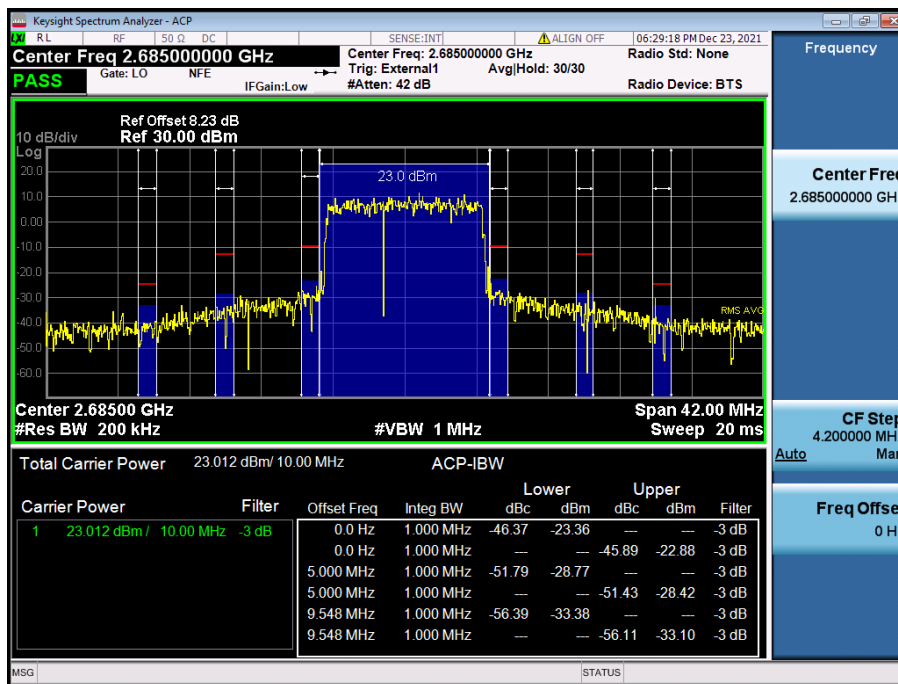 Keysight Spectrum Analyzer - ACP
LXI RL RF 50 Ω DC SENSE:INT ALIGN OFF 06:29:18 PM Dec 23, 2021
Center Freq 2.685000000 GHz Center Freq: 2.685000000 GHz Radio Std: None
Gate: LO NFE Trig: External1 Avg|Hold: 30/30
PASS IFGain:Low #Atten: 42 dB Radio Device: BTS
Ref Offset 8.23 dB
10 dB/div Ref 30.00 dBm
Log
20.0
23.0 dBm
10.0
0.00
-10.0
-20.0
-30.0
RMS AVG
-40.0
-50.0
-60.0
Center 2.68500 GHz Span 42.00 MHz
#Res BW 200 kHz #VBW 1 MHz Sweep 20 ms
Total Carrier Power 23.012 dBm/ 10.00 MHz ACP-IBW
Lower Upper
Carrier Power Filter Offset Freq Integ BW dBc dBm dBc dBm Filter
1 23.012 dBm / 10.00 MHz -3 dB 0.0 Hz 1.000 MHz -46.37 -23.36 --- --- -3 dB
0.0 Hz 1.000 MHz --- --- -45.89 -22.88 -3 dB
5.000 MHz 1.000 MHz -51.79 -28.77 --- --- -3 dB
5.000 MHz 1.000 MHz --- --- -51.43 -28.42 -3 dB
9.548 MHz 1.000 MHz -56.39 -33.38 --- --- -3 dB
9.548 MHz 1.000 MHz --- --- -56.11 -33.10 -3 dB
MSG STATUS
Frequency
Center Fre
2.685000000 GH
CF Step
4.200000 MH
Auto Ma
Freq Offse
0 H